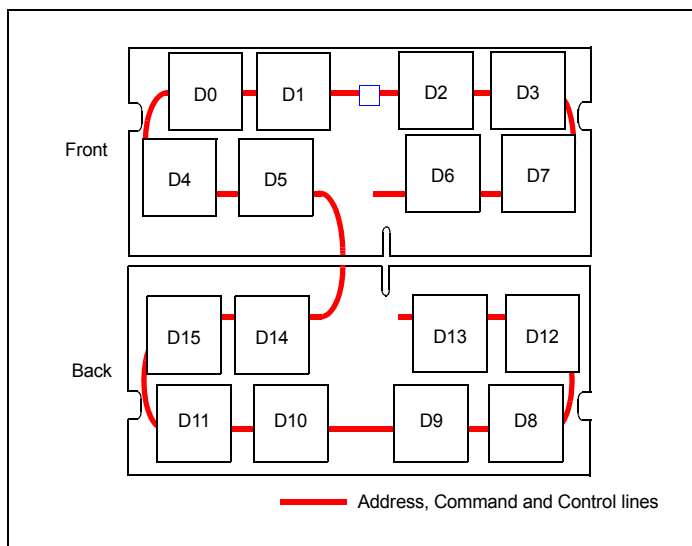 D0 D1 D2 D3
Front
D4 D5 D6 D7
D15 D14 D13 D12
Back
D11 D10 D9 D8
Address, Command and Control lines